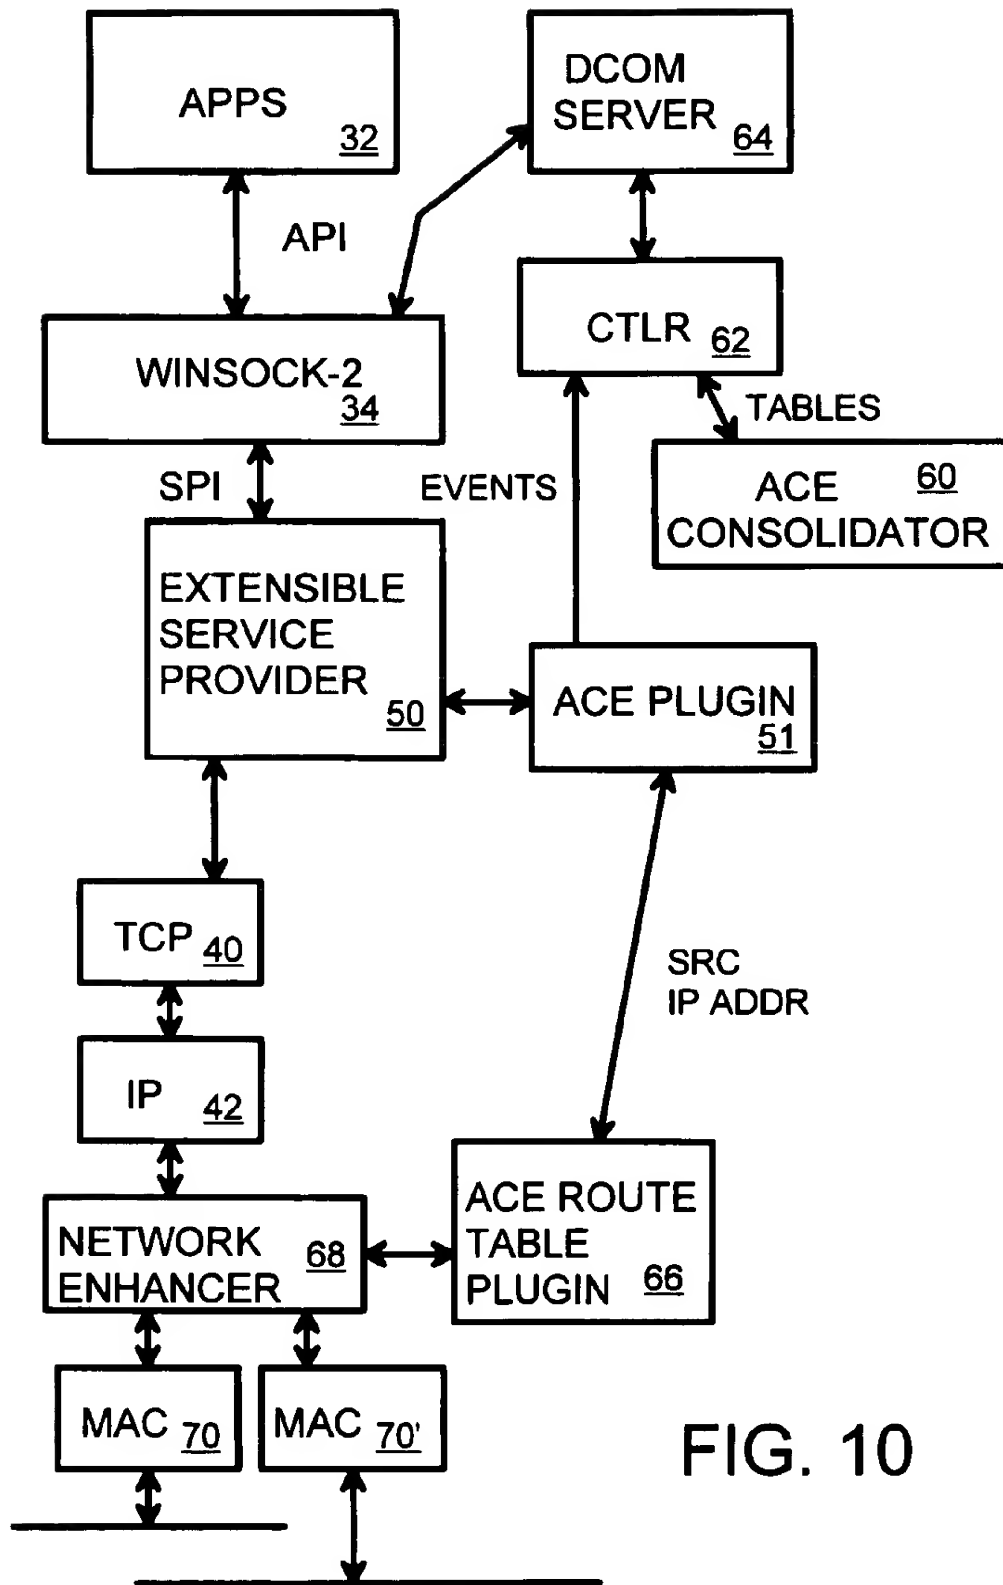 APPS
32
DCOM
SERVER
64
API
CTLR
62
WINSOCK-2
34
TABLES
SPI
EVENTS
ACE
60
CONSOLIDATOR
EXTENSIBLE
SERVICE
PROVIDER
50
ACE PLUGIN
51
TCP
40
SRC
IP ADDR
IP
42
ACE ROUTE
TABLE
PLUGIN
66
NETWORK
ENHANCER
68
MAC
70
MAC
70'
FIG. 10